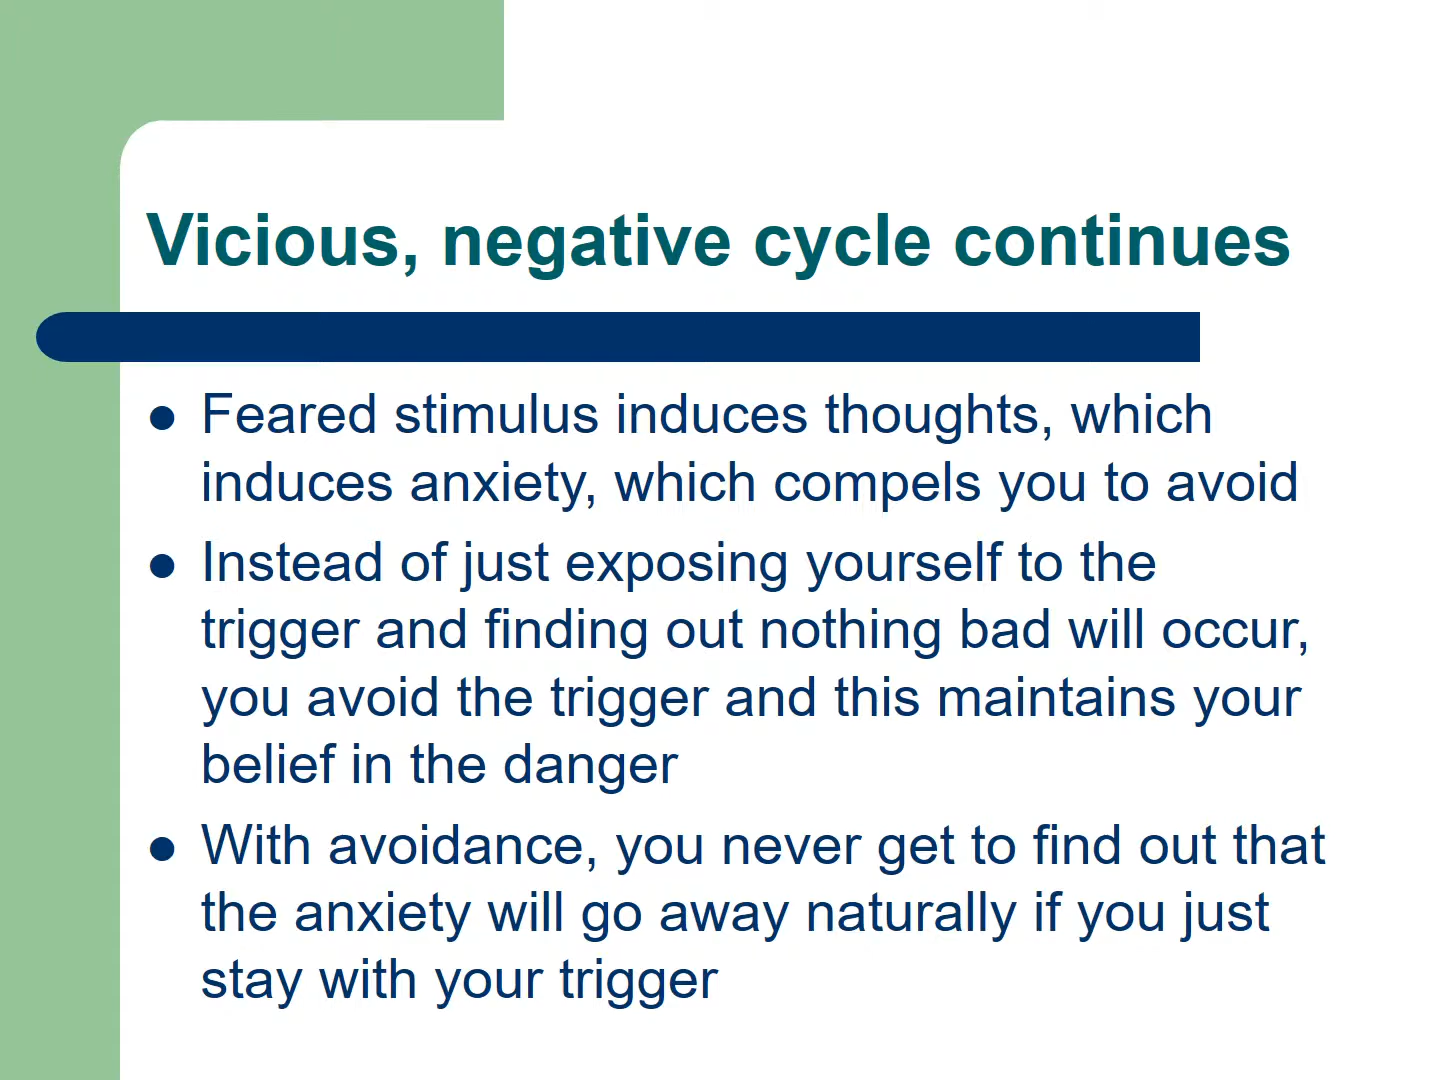 Vicious, negative cycle continues
● Feared stimulus induces thoughts, which
induces anxiety, which compels you to avoid
● Instead of just exposing yourself to the
trigger and finding out nothing bad will occur,
you avoid the trigger and this maintains your
belief in the danger
● With avoidance, you never get to find out that
the anxiety will go away naturally if you just
stay with your trigger